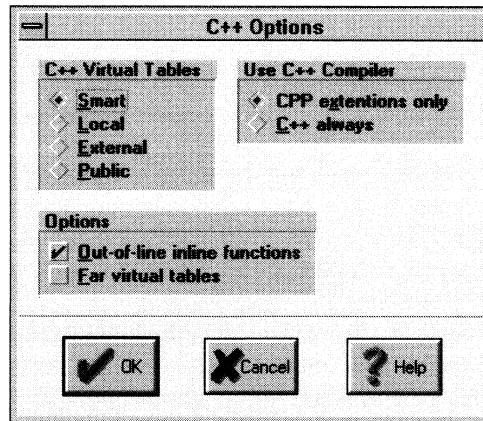 C++ Options
C++ Virtual Tables
Smart
Local
External
Public
Use C++ Compiler
CPP extentions only
C++ always
Options
Out-of-line inline functions
Far virtual tables
OK
Cancel
Help